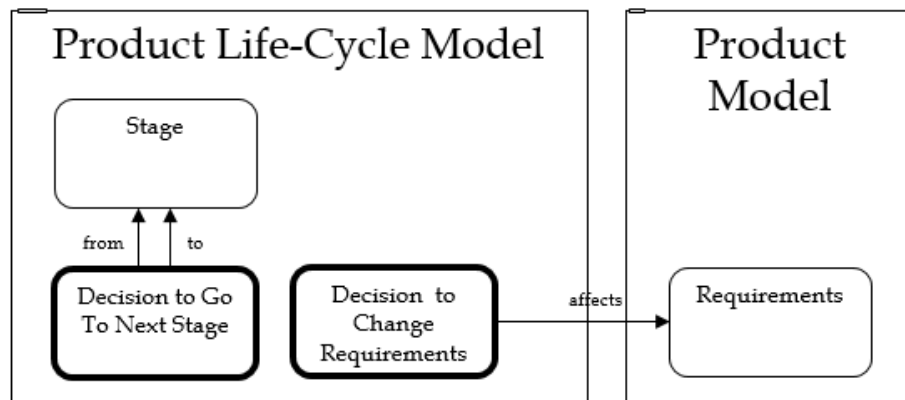 Product Life-Cycle Model
Product
Model
Stage
from
to
Decision to Go
To Next Stage
Decision to
Change
Requirements
affects
Requirements